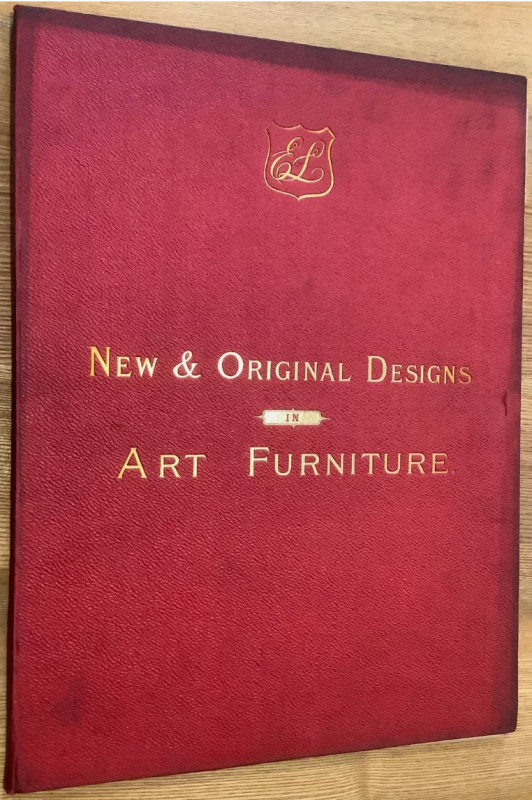 EL
NEW & ORIGINAL DESIGNS
IN
ART FURNITURE.